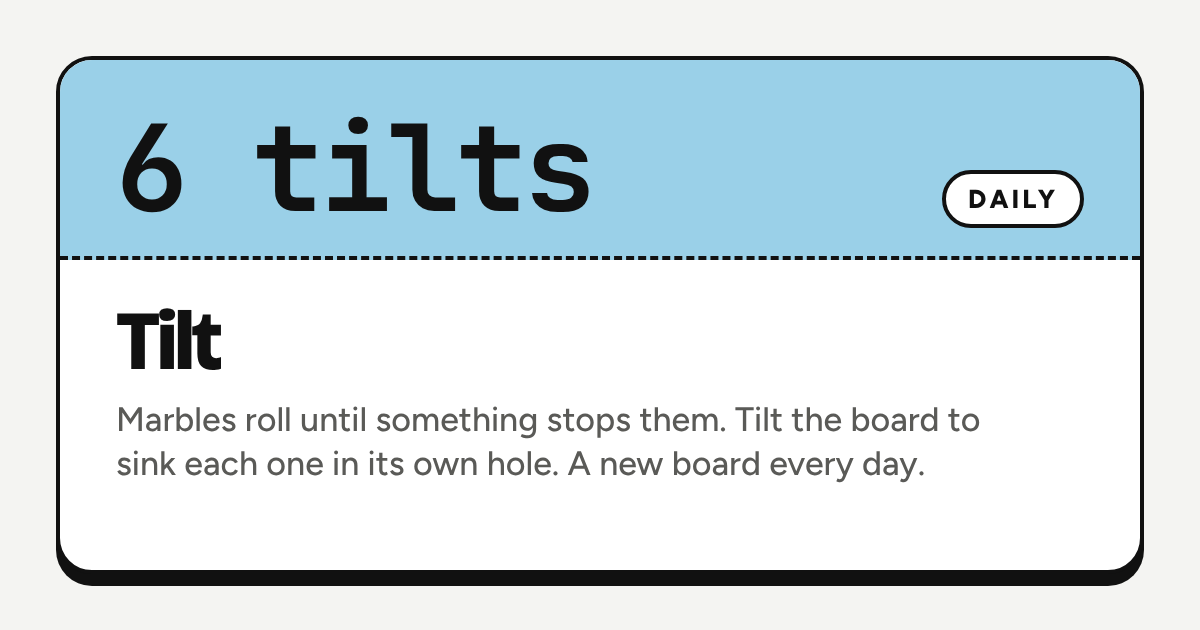 6 tilts
DAILY
Tilt
Marbles roll until something stops them. Tilt the board to
sink each one in its own hole. A new board every day.